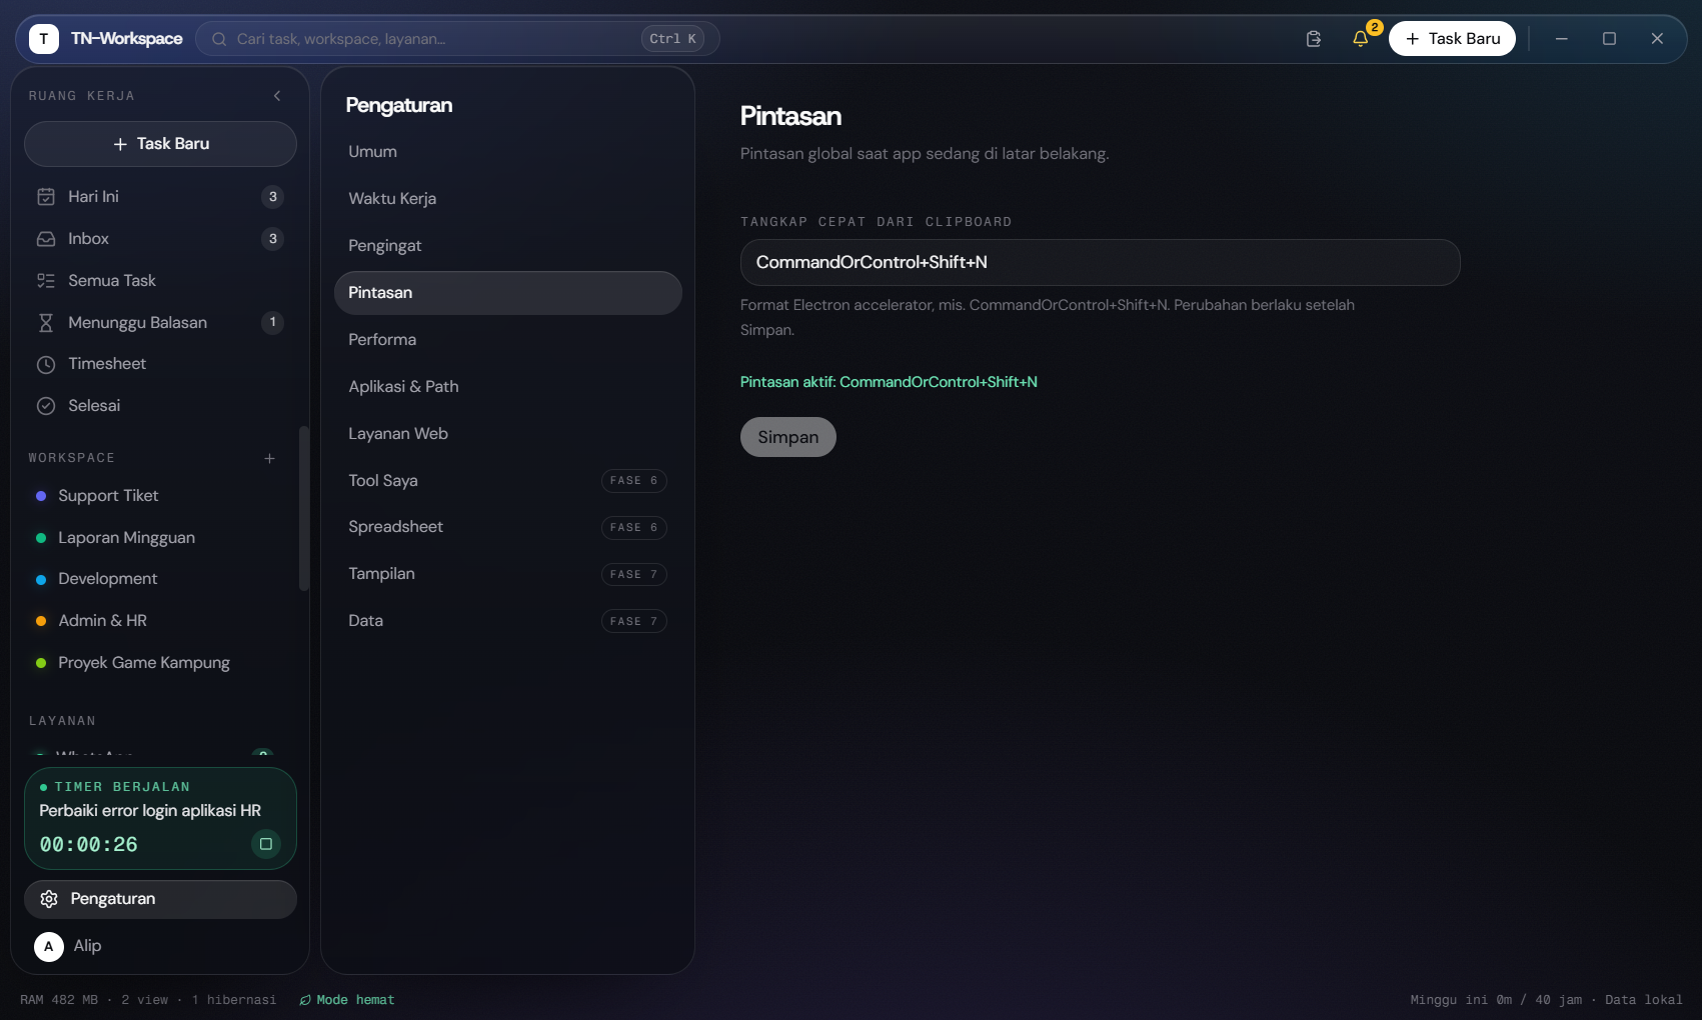 T TN-Workspace
Cari task, workspace, layanan...
Ctrl K
2
Task Baru
RUANG KERJA
Task Baru
Hari Ini 3
Inbox 3
Semua Task
Menunggu Balasan 1
Timesheet
Selesai
WORKSPACE
Support Tiket
Laporan Mingguan
Development
Admin & HR
Proyek Game Kampung
LAYANAN
WhatsApp
TIMER BERJALAN
Perbaiki error login aplikasi HR
00:00:26
Pengaturan
A Alip
Pengaturan
Umum
Waktu Kerja
Pengingat
Pintasan
Performa
Aplikasi & Path
Layanan Web
Tool Saya FASE 6
Spreadsheet FASE 6
Tampilan FASE 7
Data FASE 7
Pintasan
Pintasan global saat app sedang di latar belakang.
TANGKAP CEPAT DARI CLIPBOARD
CommandOrControl+Shift+N
Format Electron accelerator, mis. CommandOrControl+Shift+N. Perubahan berlaku setelah
Simpan.
Pintasan aktif: CommandOrControl+Shift+N
Simpan
RAM 482 MB · 2 view · 1 hibernasi
Mode hemat
Minggu ini 0m / 40 jam · Data lokal